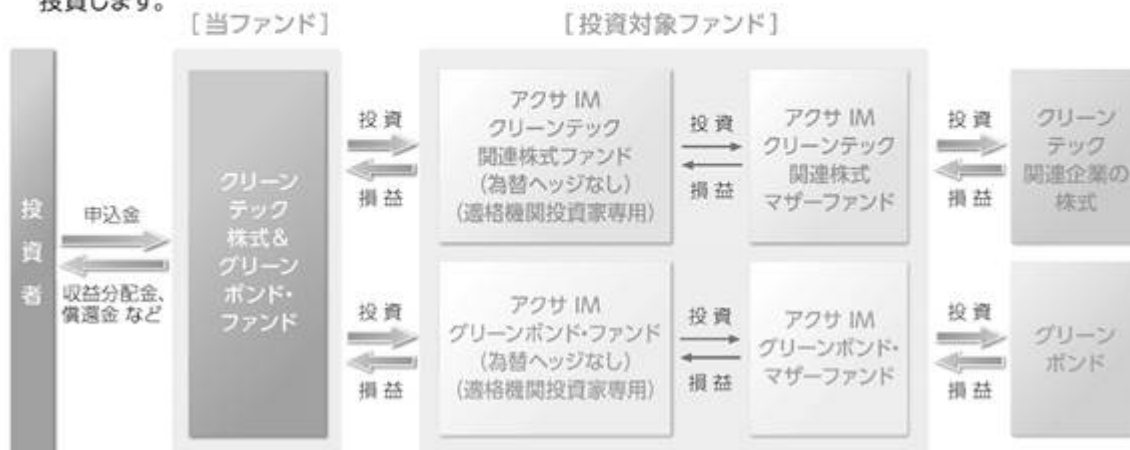 投資します。
[当ファンド]
[投資対象ファンド]
投資者
申込金
収益分配金、
償還金 など
クリーン
テック
株式&
グリーン
ボンド・
ファンド
投資
損益
アクサ IM
クリーンテック
関連株式ファンド
(為替ヘッジなし)
(適格機関投資家専用)
投資
損益
アクサ IM
クリーンテック
関連株式
マザーファンド
投資
損益
クリーン
テック
関連企業の
株式
投資
損益
アクサ IM
グリーンボンド・ファンド
(為替ヘッジなし)
(適格機関投資家専用)
投資
損益
アクサ IM
グリーンボンド・
マザーファンド
投資
損益
グリーン
ボンド